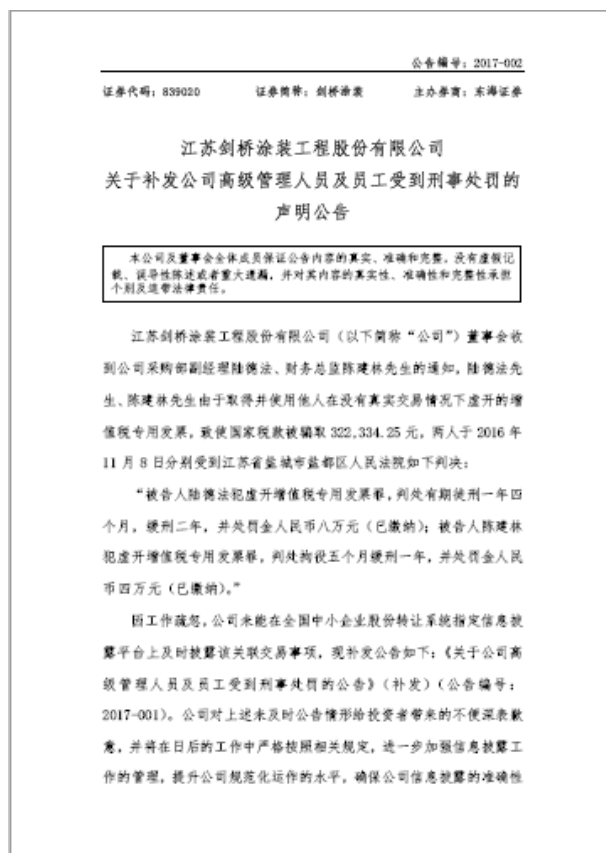 公告编号：2017-002
证券代码：839020 证券简称：剑桥涂装 主办券商：东海证券
江苏剑桥涂装工程股份有限公司
关于补发公司高级管理人员及员工受到刑事处罚的
声明公告
本公司及董事会全体成员保证公告内容的真实、准确和完整，没有虚假记
载、误导性陈述或者重大遗漏，并对其内容的真实性、准确性和完整性承担
个别及连带法律责任。
江苏剑桥涂装工程股份有限公司（以下简称“公司”）董事会收
到公司采购部副经理陆德法、财务总监陈建林先生的通知，陆德法先
生、陈建林先生由于取得并使用他人在没有真实交易情况下虚开的增
值税专用发票，致使国家税款被骗取 322,334.25 元，两人于 2016 年
11 月 8 日分别受到江苏省盐城市盐都区人民法院如下判决：
“被告人陆德法犯虚开增值税专用发票罪，判处有期徒刑一年四
个月，缓刑二年，并处罚金人民币八万元（已缴纳）；被告人陈建林
犯虚开增值税专用发票罪，判处拘役五个月缓刑一年，并处罚金人民
币四万元（已缴纳）。”
因工作疏忽，公司未能在全国中小企业股份转让系统指定信息披
露平台上及时披露该关联交易事项，现补发公告如下：《关于公司高
级管理人员及员工受到刑事处罚的公告》（补发）（公告编号：
2017-001）。公司对上述未及时公告情形给投资者带来的不便深表歉
意，并将在日后的工作中严格按照相关规定，进一步加强信息披露工
作的管理，提升公司规范化运作的水平，确保公司信息披露的准确性